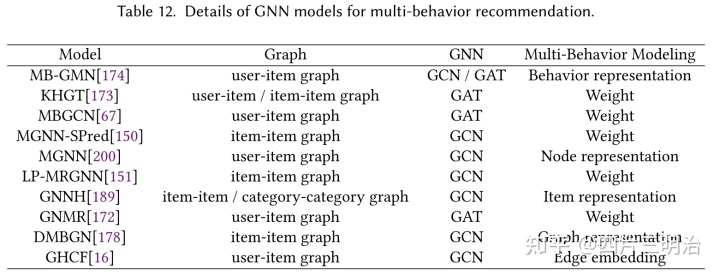 Table 12. Details of GNN models for multi-behavior recommendation.
Model Graph GNN Multi-Behavior Modeling
MB-GMN[174] user-item graph GCN / GAT Behavior representation
KHGT[173] user-item / item-item graph GAT Weight
MBGCN[67] user-item graph GAT Weight
MGNN-SPred[150] item-item graph GCN Weight
MGNN[200] user-item graph GCN Node representation
LP-MRGNN[151] item-item graph GCN Weight
GNNH[189] item-item / category-category graph GCN Item representation
GNMR[172] user-item graph GAT Weight
DMBGN[178] item-item graph GCN Graph representation
GHCF[16] user-item graph GCN Edge embedding
知乎 @四片三明治